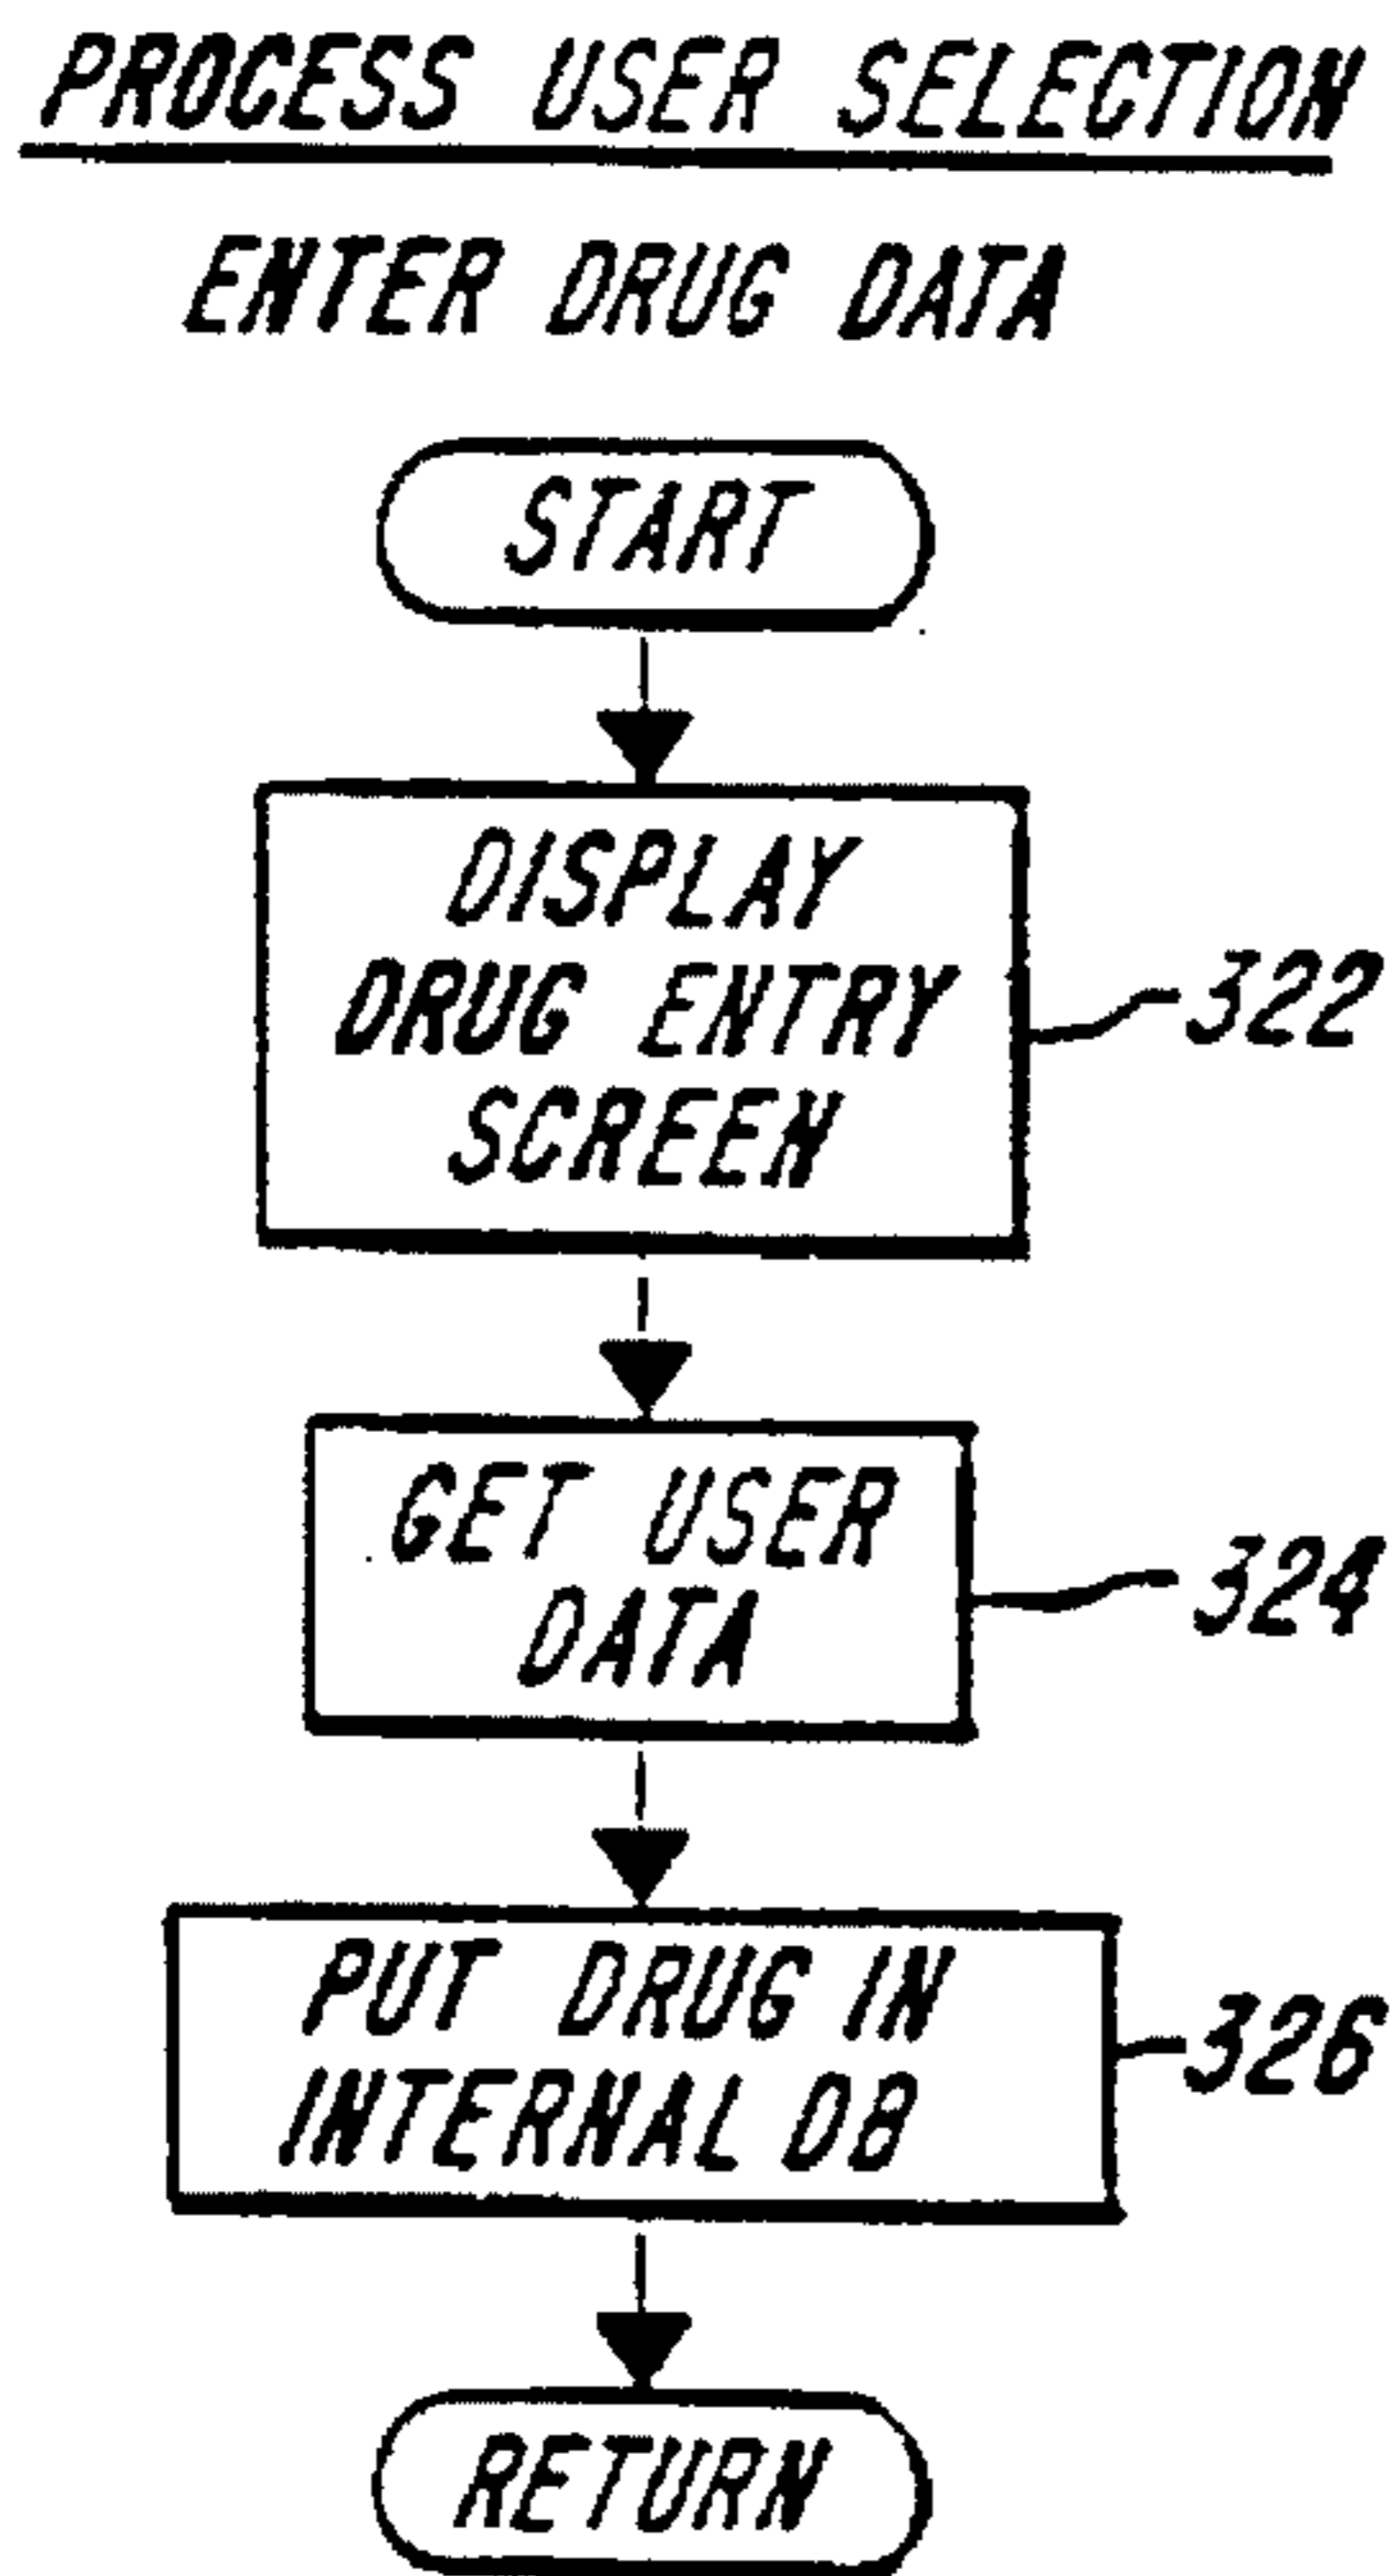 PROCESS USER SELECTION
ENTER DRUG DATA
START
DISPLAY
DRUG ENTRY
SCREEN
322
GET USER
DATA
324
PUT DRUG IN
INTERNAL DB
326
RETURN